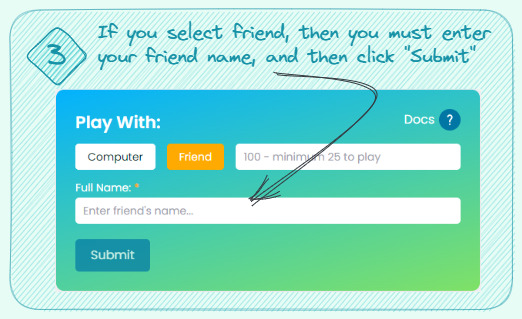 3
If you select friend, then you must enter
your friend name, and then click "Submit"
Play With:
Docs ?
Computer Friend 100 - minimum 25 to play
Full Name: *
Enter friend's name...
Submit